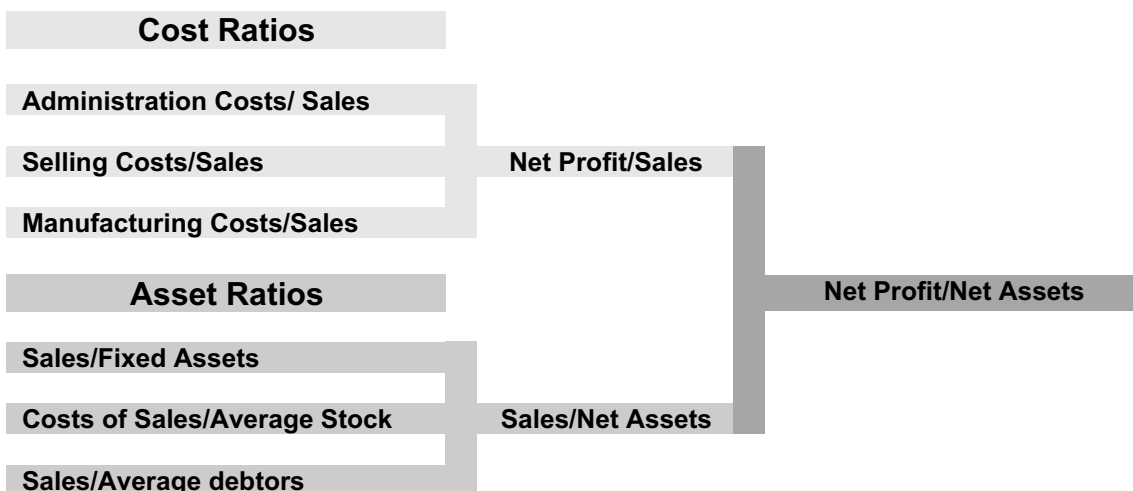 Cost Ratios
Administration Costs/ Sales
Selling Costs/Sales
Net Profit/Sales
Manufacturing Costs/Sales
Asset Ratios
Net Profit/Net Assets
Sales/Fixed Assets
Costs of Sales/Average Stock
Sales/Net Assets
Sales/Average debtors